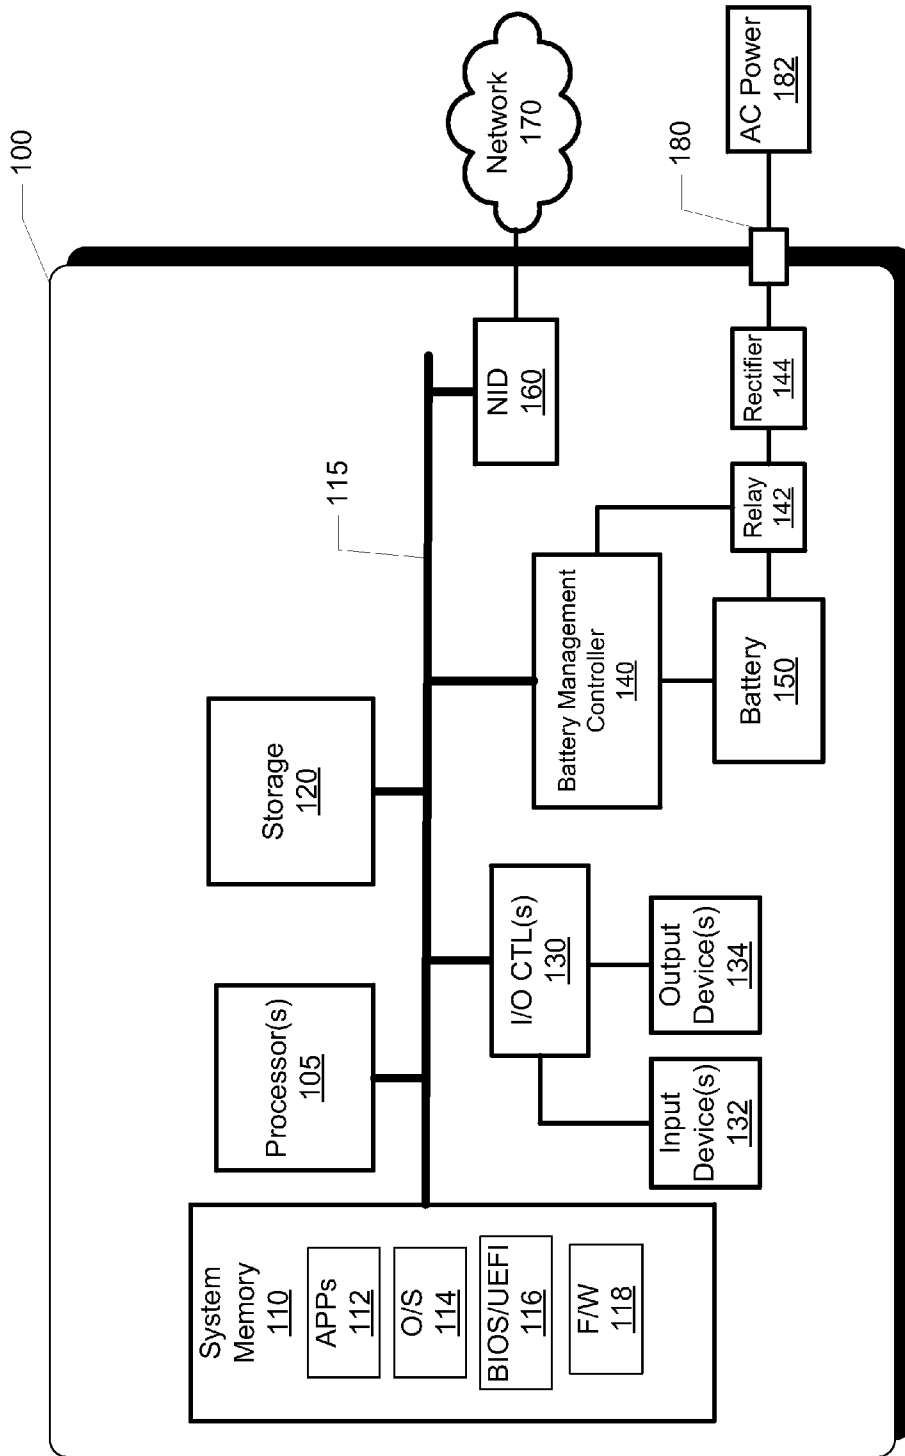 100
System
Memory
110
APPs
112
O/S
114
BIOS/UEFI
116
F/W
118
Processor(s)
105
Storage
120
115
I/O CTL(s)
130
Input
Device(s)
132
Output
Device(s)
134
Battery Management
Controller
140
Battery
150
Relay
142
Rectifier
144
NID
160
Network
170
180
AC Power
182